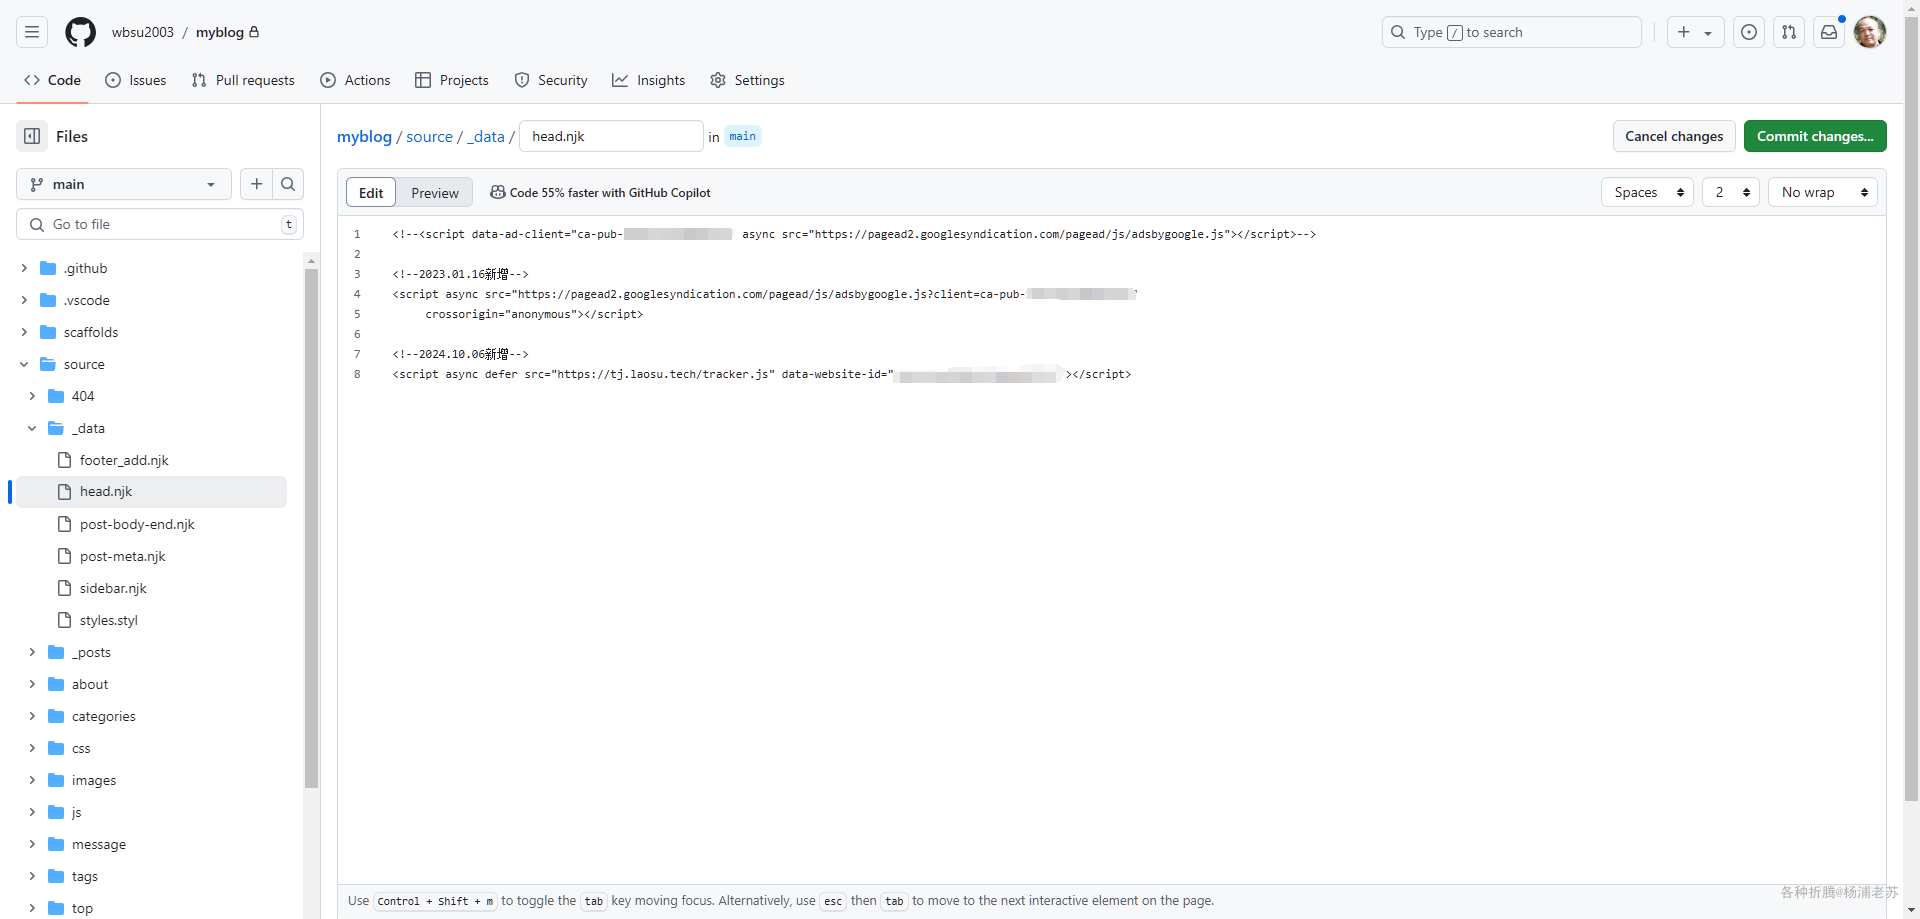 wbsu2003 / myblog
Type / to search
Code
Issues
Pull requests
Actions
Projects
Security
Insights
Settings
Files
main
Go to file
t
.github
.vscode
scaffolds
source
404
_data
footer_add.njk
head.njk
post-body-end.njk
post-meta.njk
sidebar.njk
styles.styl
_posts
about
categories
css
images
js
message
tags
top
myblog / source / _data / head.njk in main
Cancel changes
Commit changes...
Edit
Preview
Code 55% faster with GitHub Copilot
Spaces
2
No wrap
1 <!--<script data-ad-client="ca-pub- async src="https://pagead2.googlesyndication.com/pagead/js/adsbygoogle.js"></script>-->
2
3 <!--2023.01.16新增-->
4 <script async src="https://pagead2.googlesyndication.com/pagead/js/adsbygoogle.js?client=ca-pub-
5 crossorigin="anonymous"></script>
6
7 <!--2024.10.06新增-->
8 <script async defer src="https://tj.laosu.tech/tracker.js" data-website-id=" ></script>
Use Control + Shift + m to toggle the tab key moving focus. Alternatively, use esc then tab to move to the next interactive element on the page.
各种折腾@杨浦老苏